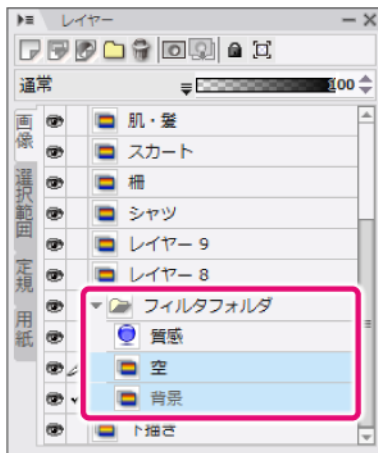 レイヤー
通常
100
画像
選択範囲
定規
用紙
肌・髪
スカート
柵
シャツ
レイヤー 9
レイヤー 8
フィルタフォルダ
質感
空
背景
下描き